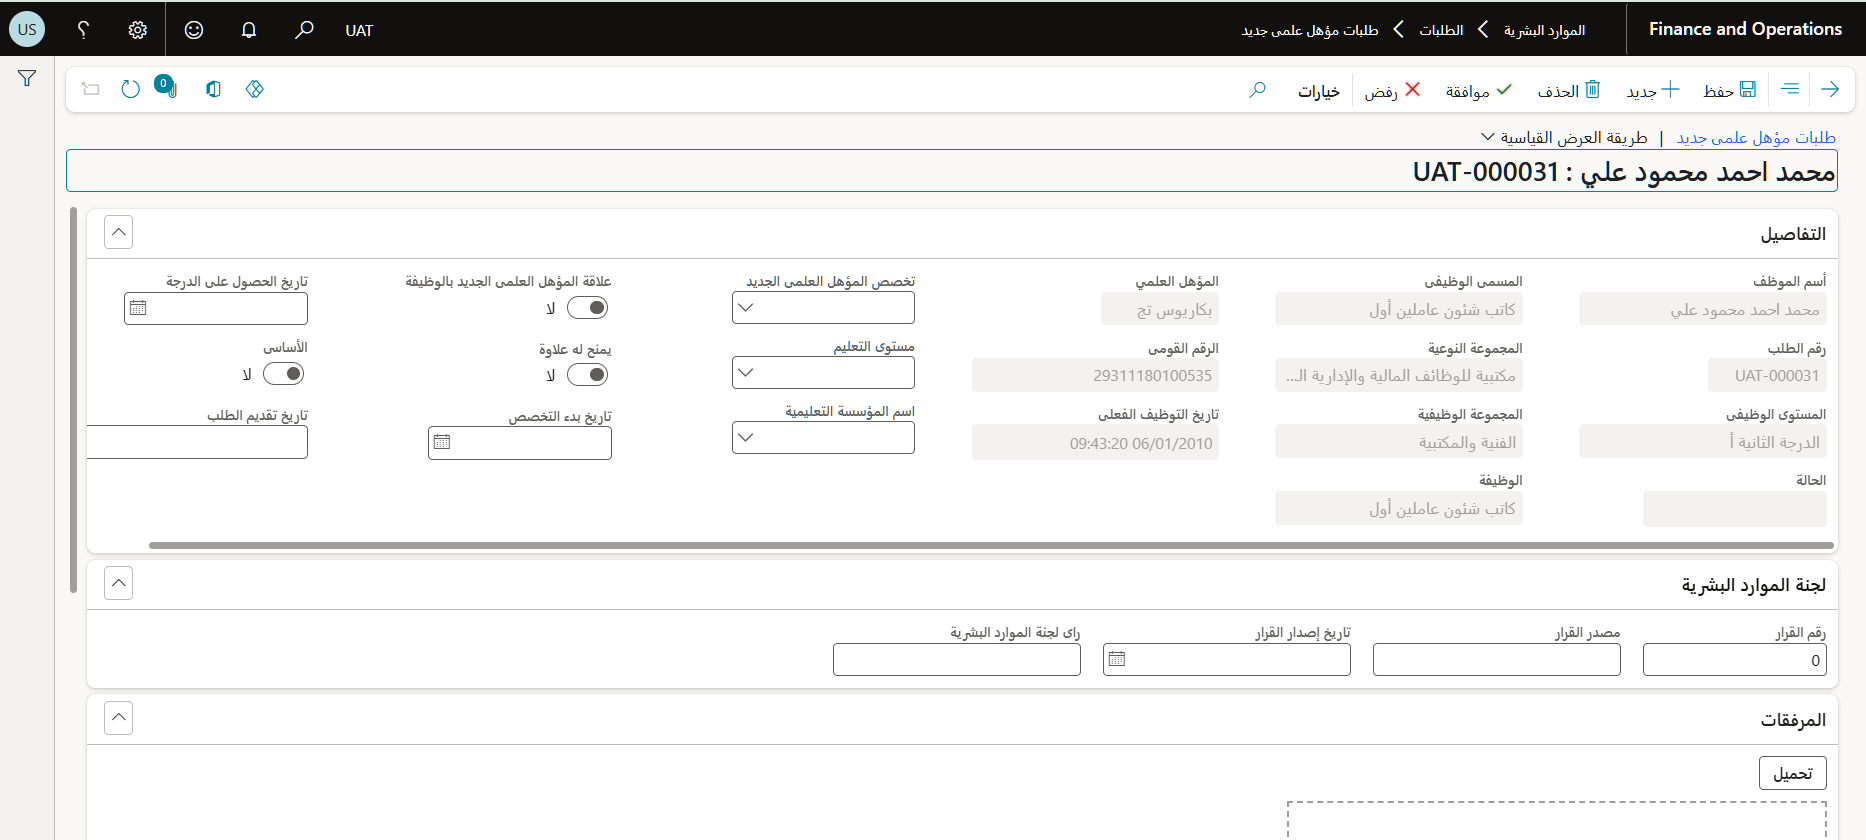 Finance and Operations
الموارد البشرية
الطلبات
طلبات مؤهل علمى جديد
UAT
US
حفظ
جديد
الحذف
موافقة
رفض
خيارات
0
طلبات مؤهل علمى جديد | طريقة العرض القياسية
محمد احمد محمود علي : UAT-000031
التفاصيل
أسم الموظف
محمد احمد محمود علي
رقم الطلب
UAT-000031
المستوى الوظيفى
الدرجة الثانية أ
الحالة
المسمى الوظيفى
كاتب شئون عاملين أول
المجموعة النوعية
مكتبية للوظائف المالية والإدارية الـ...
المجموعة الوظيفية
الفنية والمكتبية
الوظيفة
كاتب شئون عاملين أول
المؤهل العلمي
بكاريوس تج
الرقم القومى
29311180100535
تاريخ التوظيف الفعلى
09:43:20 06/01/2010
تخصص المؤهل العلمى الجديد
مستوى التعليم
اسم المؤسسة التعليمية
علاقة المؤهل العلمى الجديد بالوظيفة
لا
يمنح له علاوة
لا
تاريخ بدء التخصص
تاريخ الحصول على الدرجة
الأساسى
لا
تاريخ تقديم الطلب
لجنة الموارد البشرية
رقم القرار
0
مصدر القرار
تاريخ إصدار القرار
راى لجنة الموارد البشرية
المرفقات
تحميل